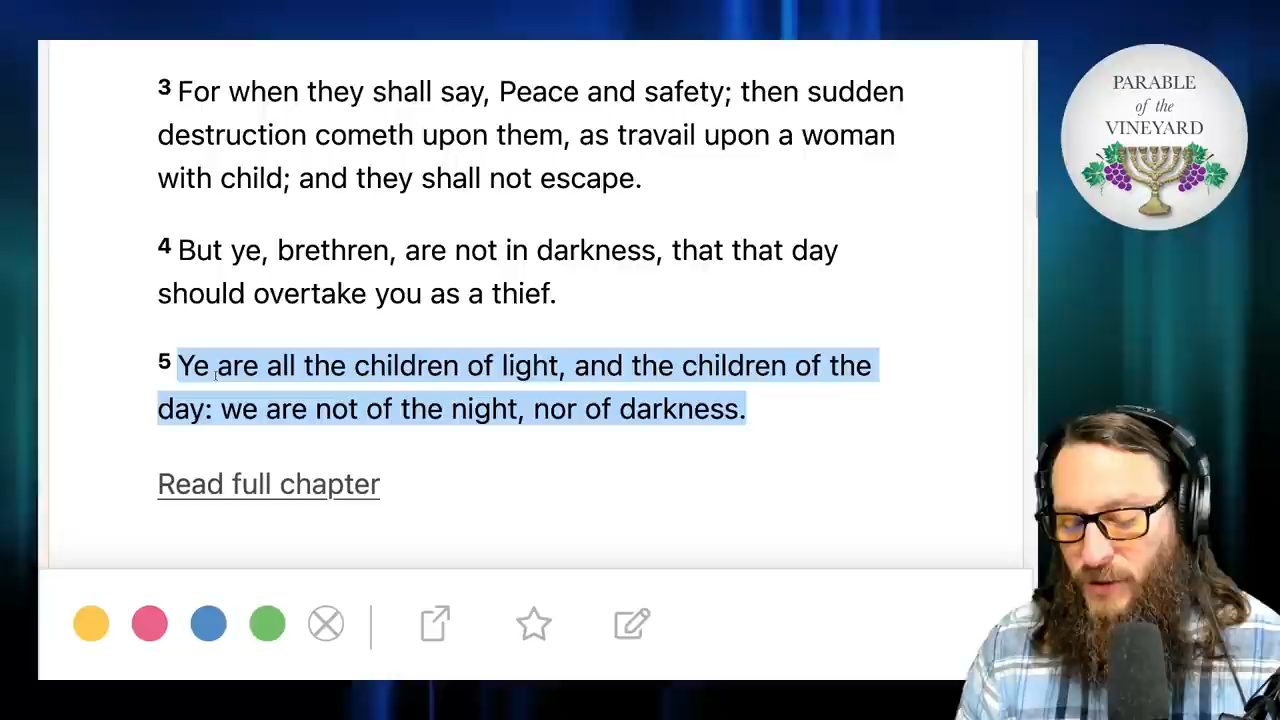 3 For when they shall say, Peace and safety; then sudden
destruction cometh upon them, as travail upon a woman
with child; and they shall not escape.
4 But ye, brethren, are not in darkness, that that day
should overtake you as a thief.
5 Ye are all the children of light, and the children of the
day: we are not of the night, nor of darkness.
Read full chapter
PARABLE
of the
VINEYARD